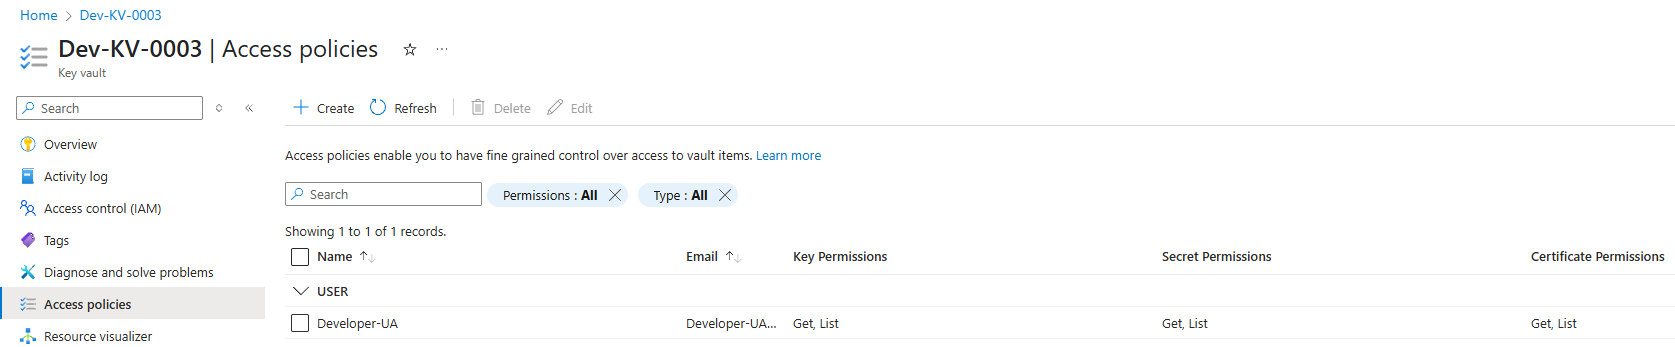 Home > Dev-KV-0003
Dev-KV-0003 | Access policies
Key vault
Search
Overview
Activity log
Access control (IAM)
Tags
Diagnose and solve problems
Access policies
Resource visualizer
Create Refresh Delete Edit
Access policies enable you to have fine grained control over access to vault items. Learn more
Search Permissions : All Type : All
Showing 1 to 1 of 1 records.
Name Email Key Permissions Secret Permissions Certificate Permissions
USER
Developer-UA Developer-UA... Get, List Get, List Get, List